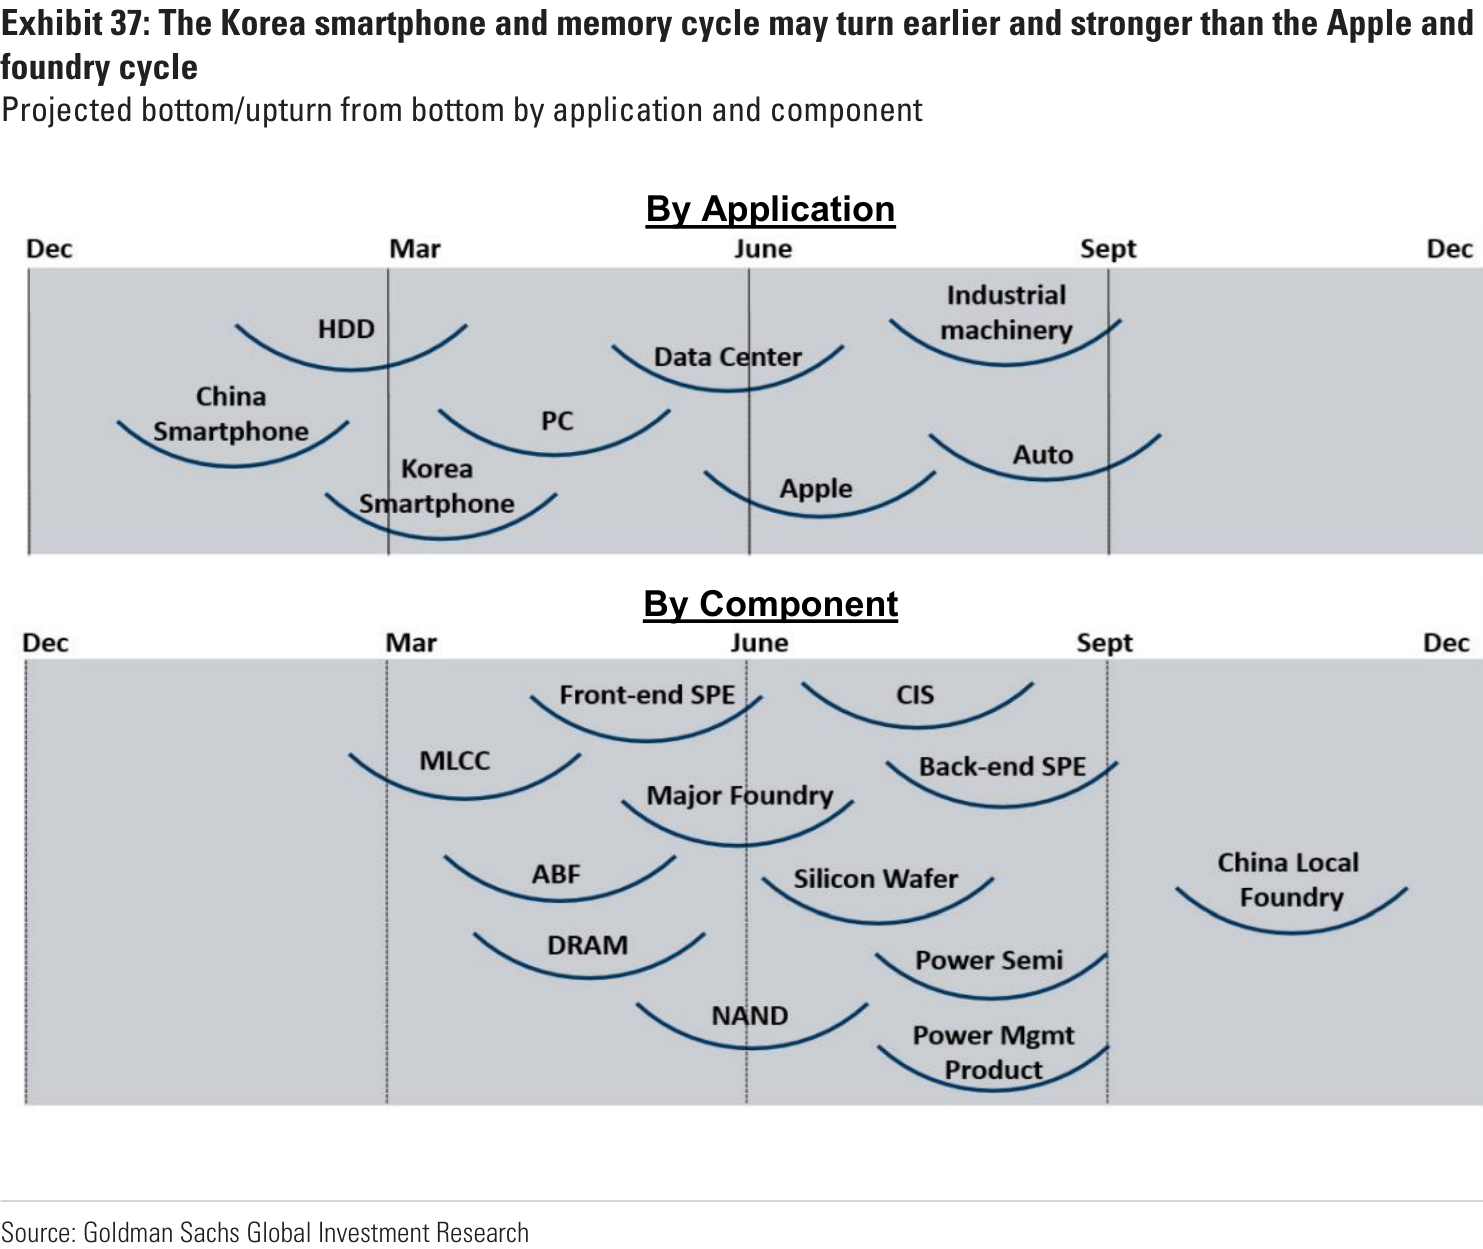 Exhibit 37: The Korea smartphone and memory cycle may turn earlier and stronger than the Apple and
foundry cycle
Projected bottom/upturn from bottom by application and component
By Application
Dec Mar June Sept Dec
Industrial
machinery
HDD
Data Center
China
Smartphone
PC
Korea
Smartphone
Auto
Apple
By Component
Dec Mar June Sept Dec
Front-end SPE
CIS
MLCC
Back-end SPE
Major Foundry
ABF
Silicon Wafer
China Local
Foundry
DRAM
Power Semi
NAND
Power Mgmt
Product
Source: Goldman Sachs Global Investment Research